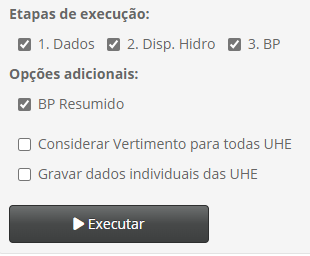 Etapas de execução:
1. Dados 2. Disp. Hidro 3. BP
Opções adicionais:
BP Resumido
Considerar Vertimento para todas UHE
Gravar dados individuais das UHE
Executar